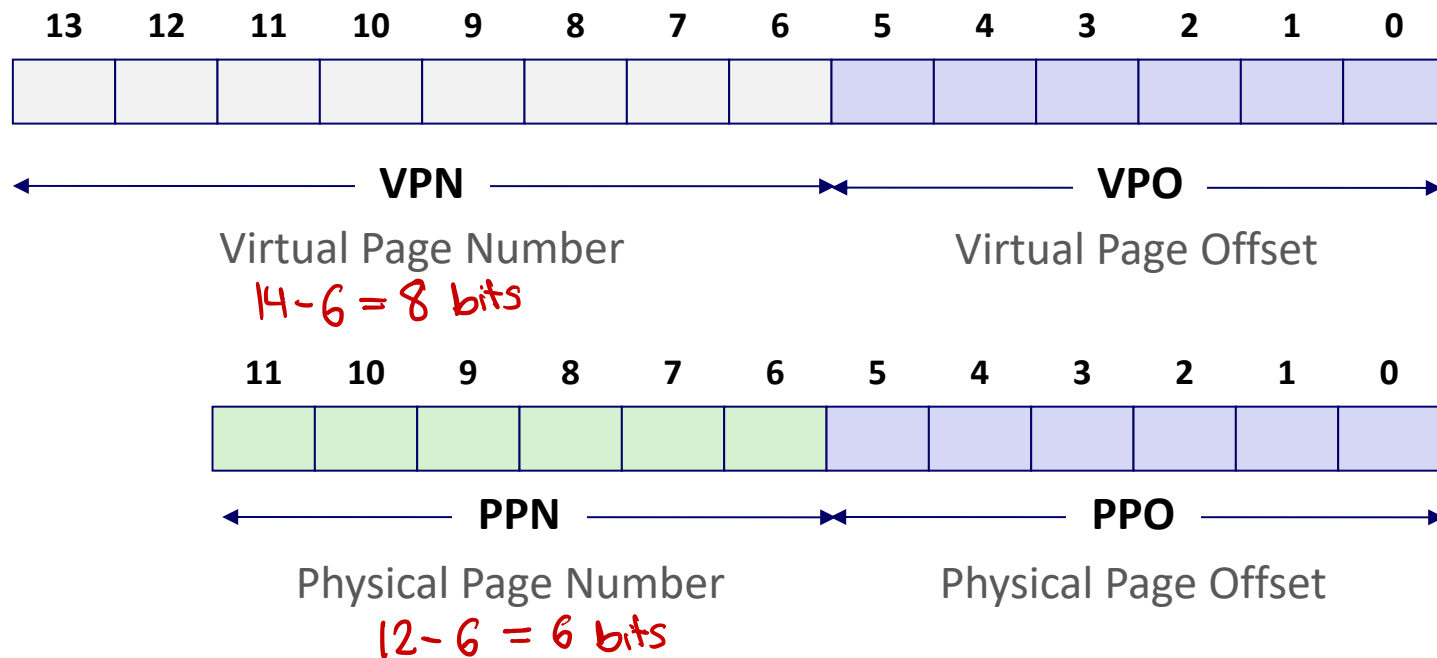 13 12 11 10 9 8 7 6 5 4 3 2 1 0
VPN VPO
Virtual Page Number Virtual Page Offset
14-6 = 8 bits
11 10 9 8 7 6 5 4 3 2 1 0
PPN PPO
Physical Page Number Physical Page Offset
12-6 = 6 bits